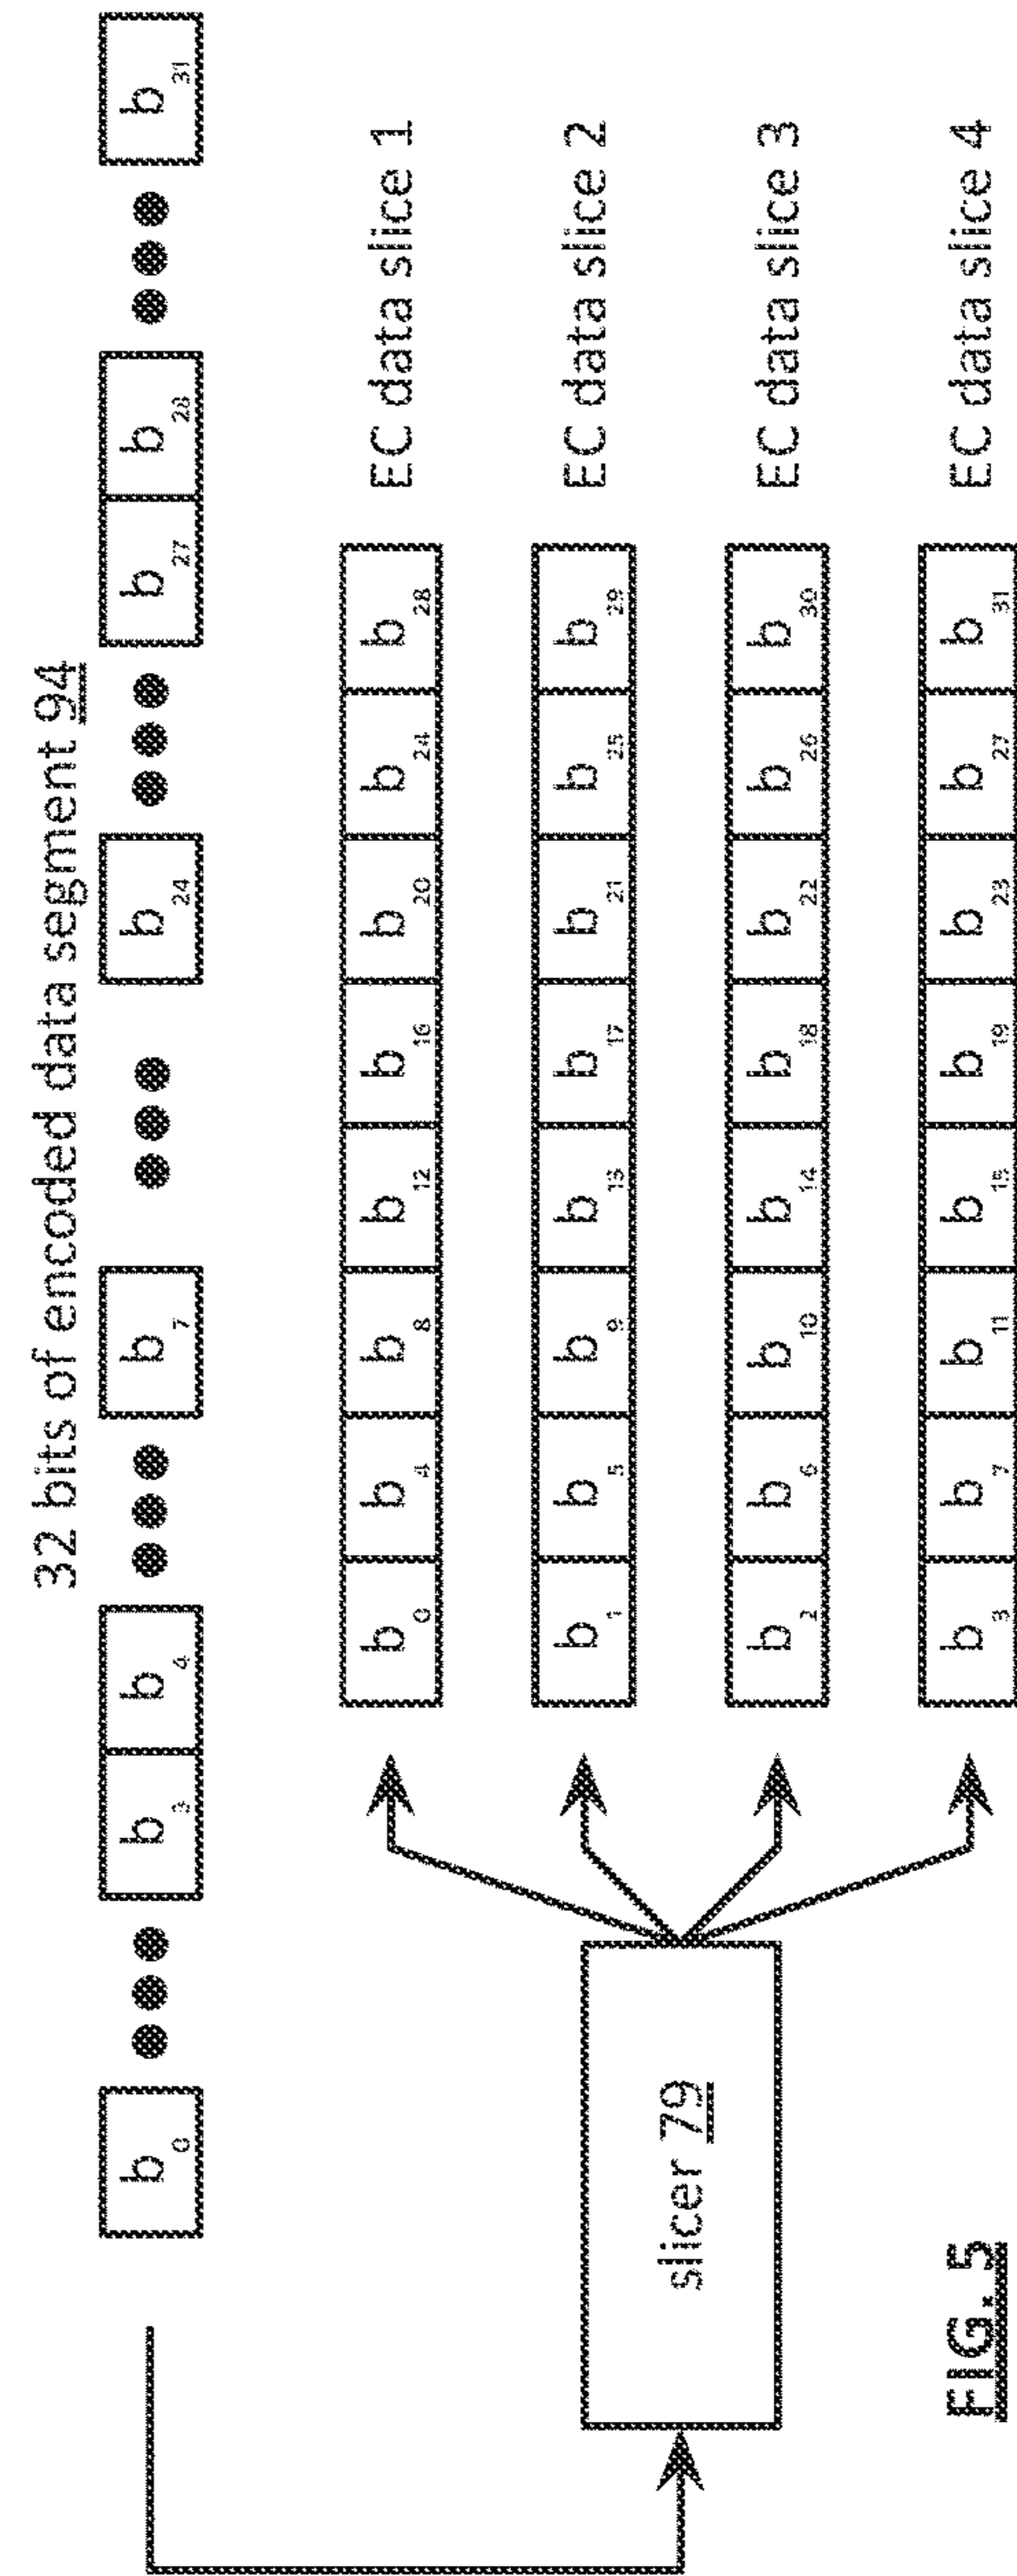 32 bits of encoded data segment 94
b0 ••• b3 b4 ••• b7 ••• b24 ••• b27 b28 ••• b31
b0 b4 b8 b12 b16 b20 b24 b28 EC data slice 1
b1 b5 b9 b13 b17 b21 b25 b29 EC data slice 2
slicer 79
b2 b6 b10 b14 b18 b22 b26 b30 EC data slice 3
b3 b7 b11 b15 b19 b23 b27 b31 EC data slice 4
FIG. 5